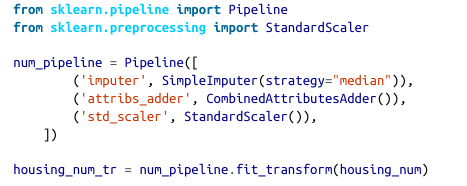 from sklearn.pipeline import Pipeline
from sklearn.preprocessing import StandardScaler

num_pipeline = Pipeline([
        ('imputer', SimpleImputer(strategy="median")),
        ('attribs_adder', CombinedAttributesAdder()),
        ('std_scaler', StandardScaler()),
    ])

housing_num_tr = num_pipeline.fit_transform(housing_num)